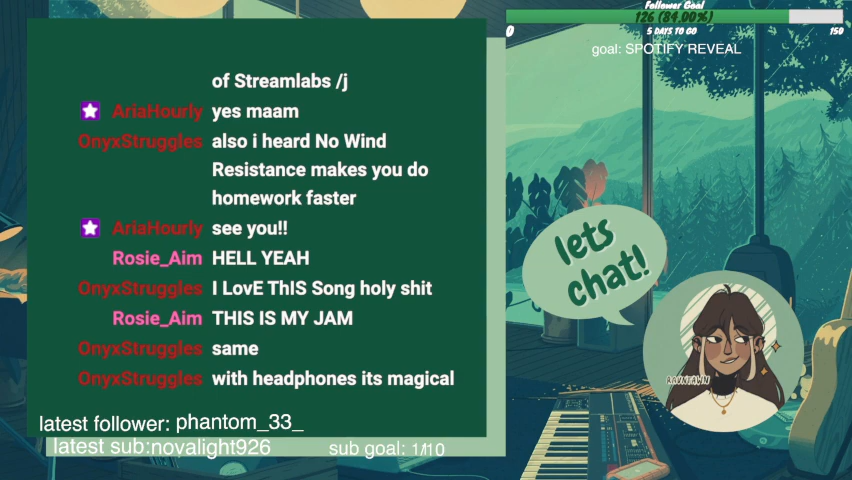 Follower Goal
126 (84.00%)
0
5 DAYS TO GO
150
goal: SPOTIFY REVEAL
of Streamlabs /j
AriaHourly yes maam
OnyxStruggles also i heard No Wind
Resistance makes you do
homework faster
AriaHourly see you!!
Rosie_Aim HELL YEAH
OnyxStruggles I LovE ThIS Song holy shit
Rosie_Aim THIS IS MY JAM
OnyxStruggles same
OnyxStruggles with headphones its magical
lets
chat!
latest follower: phantom_33_
latest sub:novalight926
sub goal: 1/10